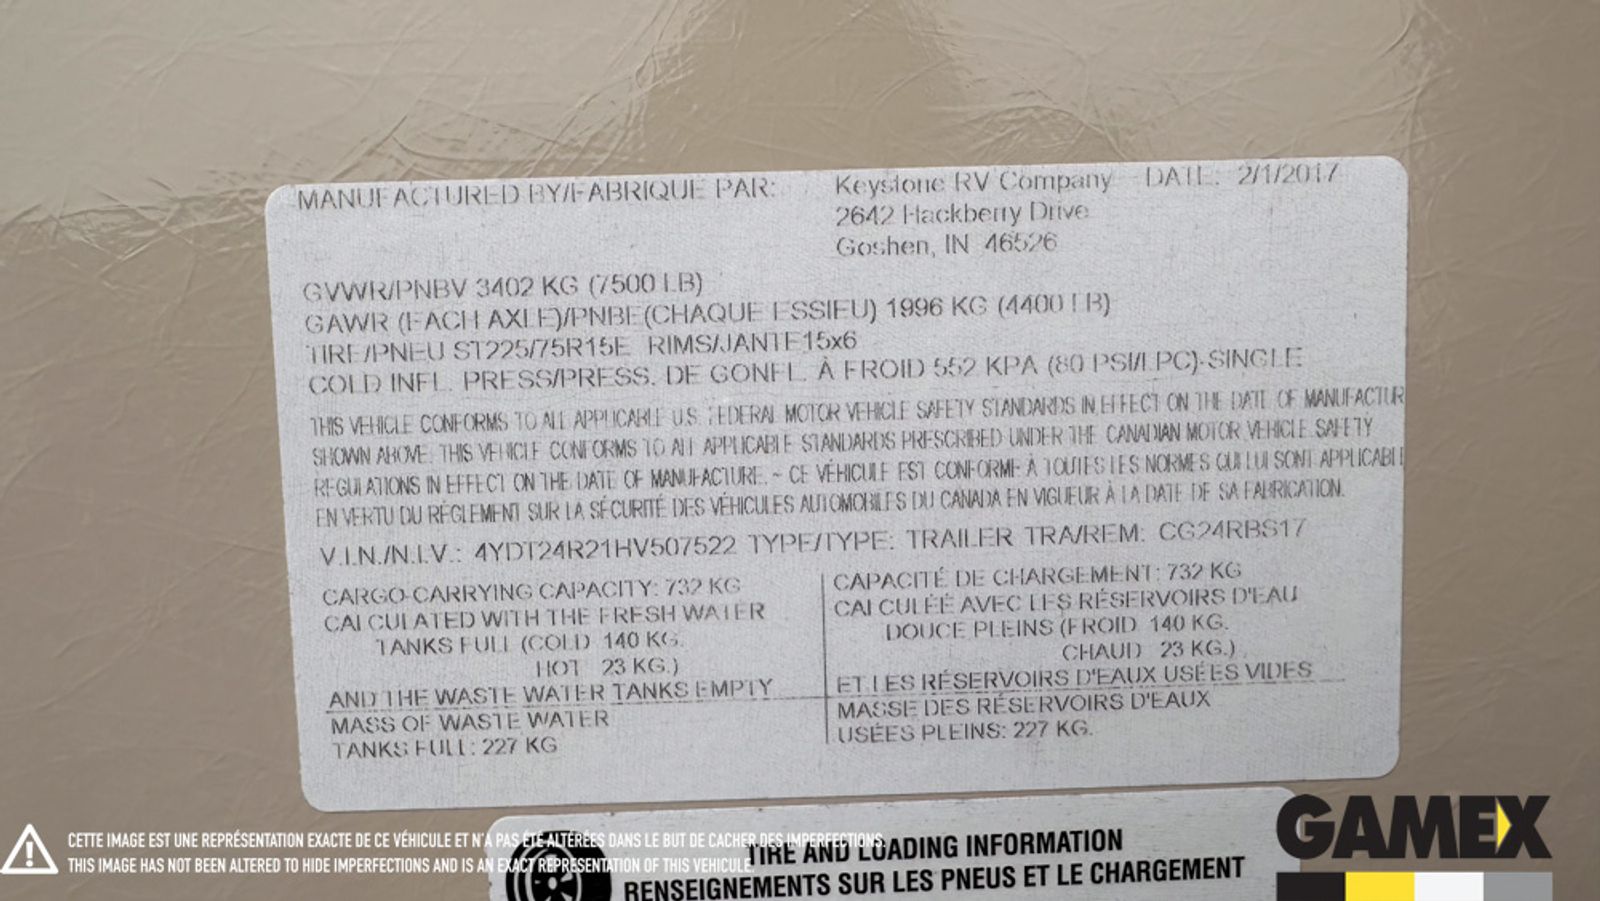 MANUFACTURED BY/FABRIQUE PAR: Keystone RV Company DATE: 2/1/2017
2642 Hackberry Drive
Goshen, IN 46526
GVWR/PNBV 3402 KG (7500 LB)
GAWR (EACH AXLE)/PNBE(CHAQUE ESSIEU) 1996 KG (4400 LB)
TIRE/PNEU ST225/75R15E RIMS/JANTE15x6
COLD INFL. PRESS/PRESS. DE GONFL. À FROID 552 KPA (80 PSI/LPC)-SINGLE
THIS VEHICLE CONFORMS TO ALL APPLICABLE U.S. FEDERAL MOTOR VEHICLE SAFETY STANDARDS IN EFFECT ON THE DATE OF MANUFACTUR
SHOWN ABOVE. THIS VEHICLE CONFORMS TO ALL APPLICABLE STANDARDS PRESCRIBED UNDER THE CANADIAN MOTOR VEHICLE SAFETY
REGULATIONS IN EFFECT ON THE DATE OF MANUFACTURE. ~ CE VÉHICULE EST CONFORME À TOUTES LES NORMES QUI LUI SONT APPLICABL
EN VERTU DU RÉGLEMENT SUR LA SÉCURITÉ DES VÉHICULES AUTOMOBILES DU CANADA EN VIGUEUR À LA DATE DE SA FABRICATION.
V.I.N./N.I.V.: 4YDT24R21HV507522 TYPE/TYPE: TRAILER TRA/REM: CG24RBS17
CARGO CARRYING CAPACITY: 732 KG
CALCULATED WITH THE FRESH WATER
TANKS FULL (COLD 140 KG.
HOT 23 KG.)
AND THE WASTE WATER TANKS EMPTY
MASS OF WASTE WATER
TANKS FULL: 227 KG
CAPACITÉ DE CHARGEMENT: 732 KG
CALCULÉE AVEC LES RÉSERVOIRS D'EAU
DOUCE PLEINS (FROID 140 KG.
CHAUD 23 KG.)
ET LES RÉSERVOIRS D'EAUX USÉES VIDES
MASSE DES RÉSERVOIRS D'EAUX
USÉES PLEINS: 227 KG.
TIRE AND LOADING INFORMATION
RENSEIGNEMENTS SUR LES PNEUS ET LE CHARGEMENT
CETTE IMAGE EST UNE REPRÉSENTATION EXACTE DE CE VÉHICULE ET N'A PAS ÉTÉ ALTÉRÉES DANS LE BUT DE CACHER DES IMPERFECTIONS.
THIS IMAGE HAS NOT BEEN ALTERED TO HIDE IMPERFECTIONS AND IS AN EXACT REPRESENTATION OF THIS VEHICULE.
GAMEX